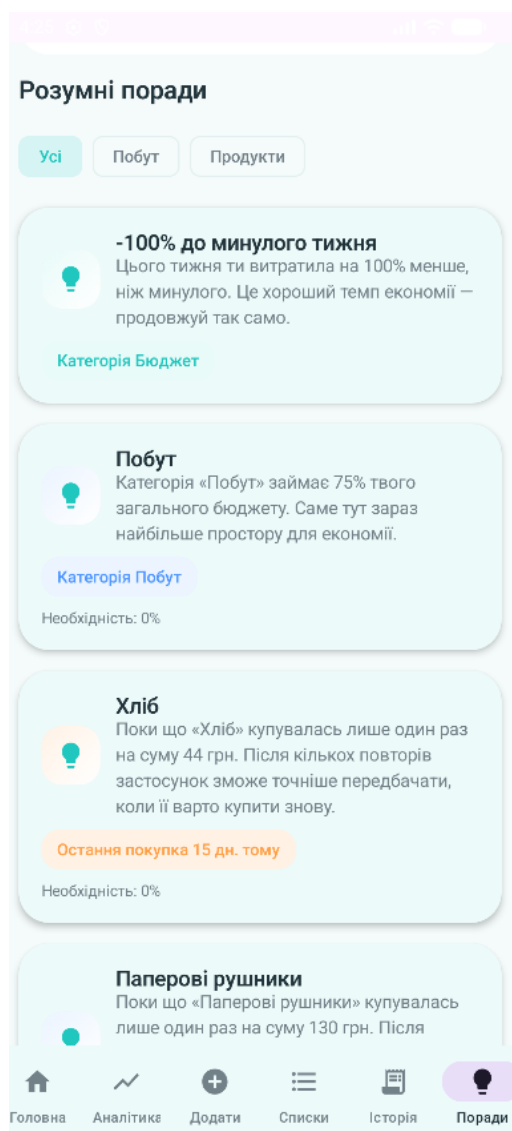 Розумні поради
Усі
Побут
Продукти
-100% до минулого тижня
Цього тижня ти витратила на 100% менше,
ніж минулого. Це хороший темп економії —
продовжуй так само.
Категорія Бюджет
Побут
Категорія «Побут» займає 75% твого
загального бюджету. Саме тут зараз
найбільше простору для економії.
Категорія Побут
Необхідність: 0%
Хліб
Поки що «Хліб» купувалась лише один раз
на суму 44 грн. Після кількох повторів
застосунок зможе точніше передбачати,
коли її варто купити знову.
Остання покупка 15 дн. тому
Необхідність: 0%
Паперові рушники
Поки що «Паперові рушники» купувалась
лише один раз на суму 130 грн. Після
Головна
Аналітика
Додати
Списки
Історія
Поради